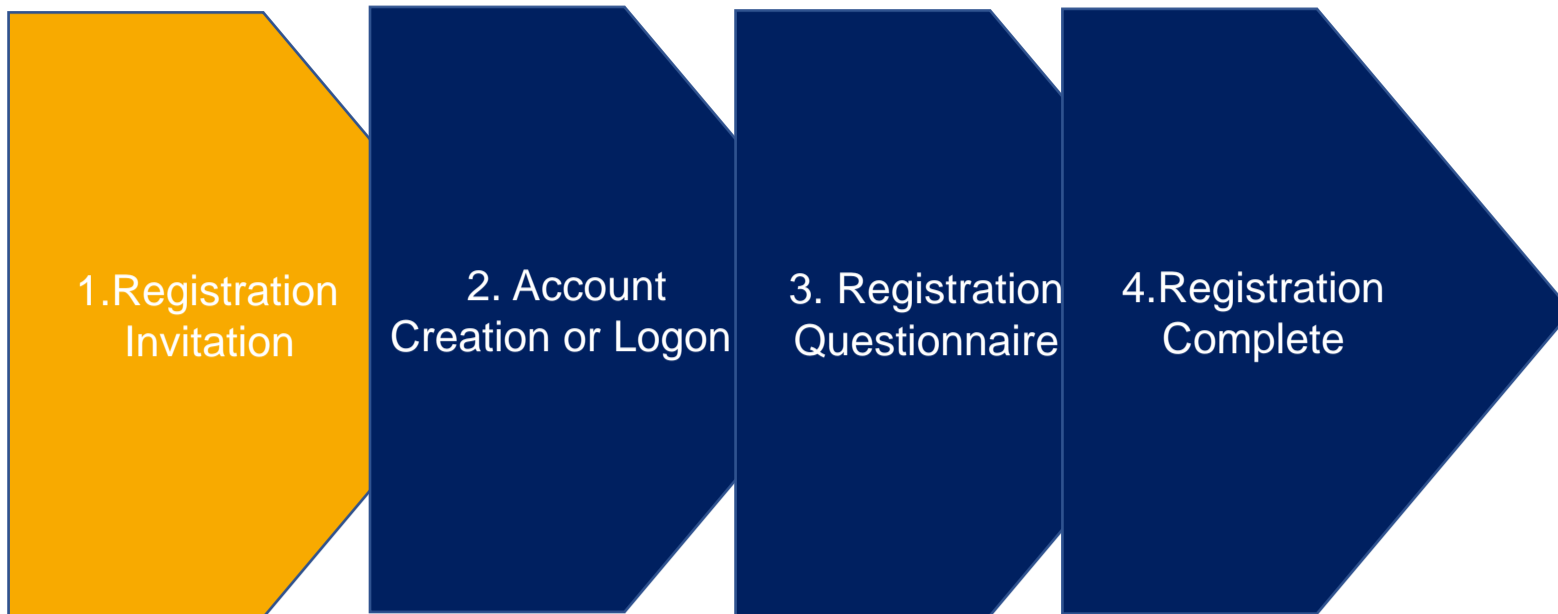 1.Registration
Invitation
2. Account
Creation or Logon
3. Registration
Questionnaire
4.Registration
Complete